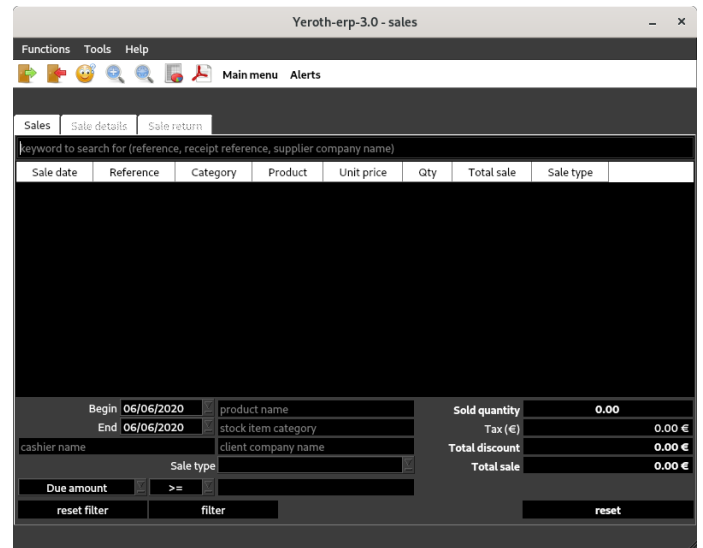 Yeroth-erp-3.0 - sales
Functions Tools Help
Main menu Alerts
Sales Sale details Sale return
keyword to search for (reference, receipt reference, supplier company name)
Sale date Reference Category Product Unit price Qty Total sale Sale type
Begin 06/06/2020 product name Sold quantity 0.00
End 06/06/2020 stock item category Tax (€) 0.00 €
cashier name client company name Total discount 0.00 €
Sale type Total sale 0.00 €
Due amount >=
reset filter filter reset